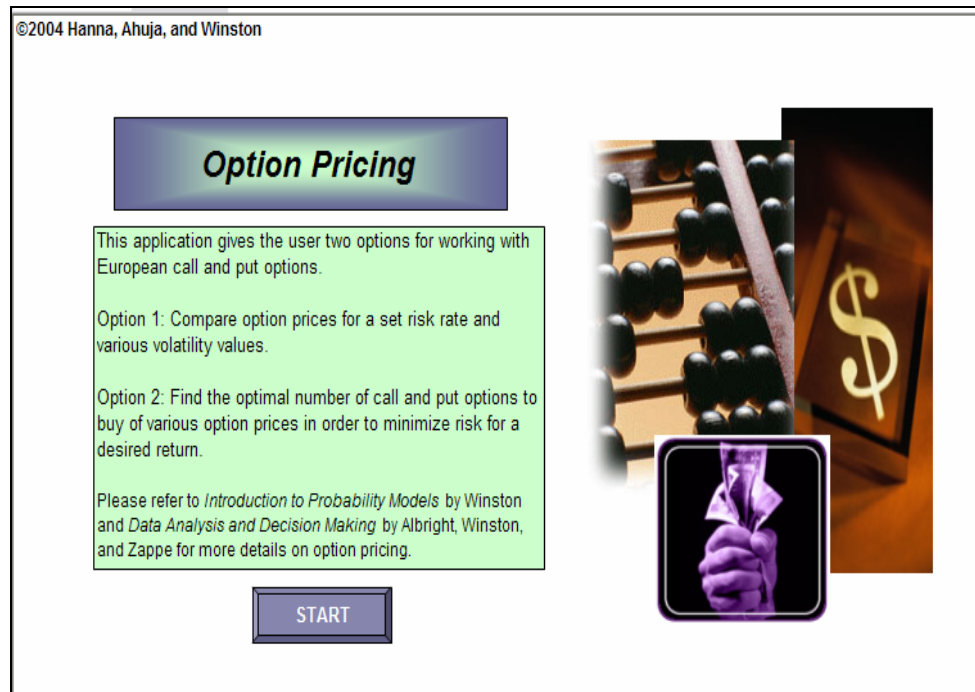 ©2004 Hanna, Ahuja, and Winston
Option Pricing
This application gives the user two options for working with
European call and put options.
Option 1: Compare option prices for a set risk rate and
various volatility values.
Option 2: Find the optimal number of call and put options to
buy of various option prices in order to minimize risk for a
desired return.
Please refer to Introduction to Probability Models by Winston
and Data Analysis and Decision Making by Albright, Winston,
and Zappe for more details on option pricing.
START
$